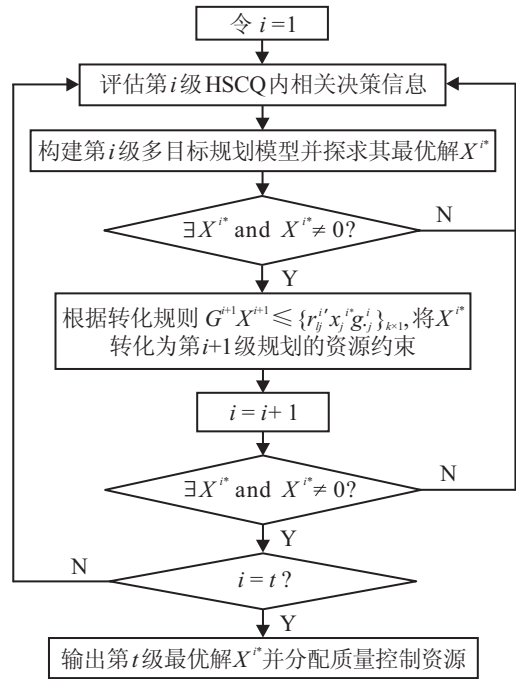 令 i=1
评估第i级HSCQ内相关决策信息
构建第i级多目标规划模型并探求其最优解X^{i*}
∃X^{i*} and X^{i*}≠0?
N
Y
根据转化规则 G^{i+1}X^{i+1}≤{r_{lj}^{i'}x_j^{i*}g_{·j}^{i}}_{k×1},将X^{i*}
转化为第i+1级规划的资源约束
i=i+1
∃X^{i*} and X^{i*}≠0?
N
Y
i=t?
N
Y
输出第t级最优解X^{i*}并分配质量控制资源